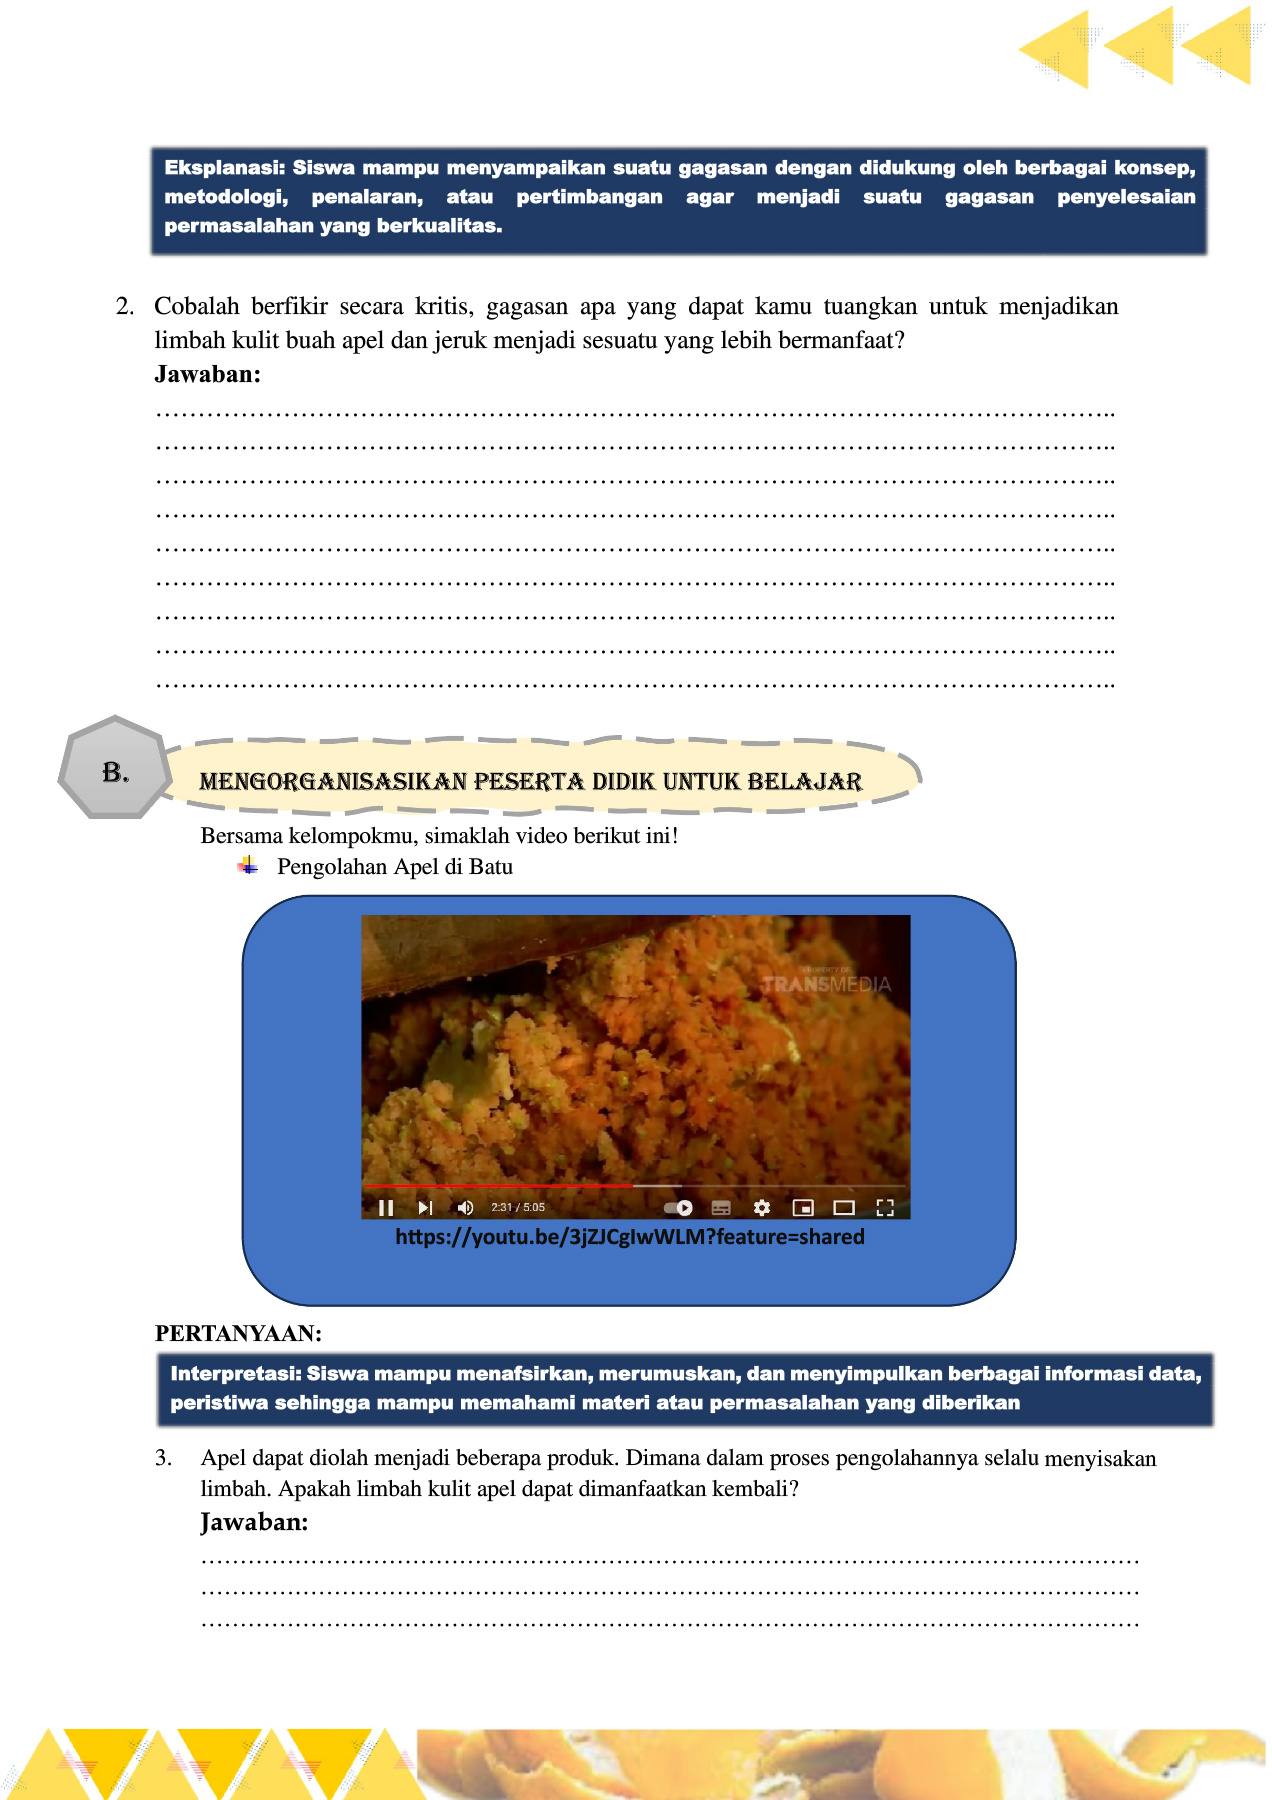 Eksplanasi: Siswa mampu menyampaikan suatu gagasan dengan didukung oleh berbagai konsep,
metodologi, penalaran, atau pertimbangan agar menjadi suatu gagasan penyelesaian
permasalahan yang berkualitas.
2. Cobalah berfikir secara kritis, gagasan apa yang dapat kamu tuangkan untuk menjadikan
limbah kulit buah apel dan jeruk menjadi sesuatu yang lebih bermanfaat?
Jawaban:
……………………………………………………………………………………………………..
……………………………………………………………………………………………………..
……………………………………………………………………………………………………..
……………………………………………………………………………………………………..
……………………………………………………………………………………………………..
……………………………………………………………………………………………………..
……………………………………………………………………………………………………..
……………………………………………………………………………………………………..
……………………………………………………………………………………………………..
B. MENGORGANISASIKAN PESERTA DIDIK UNTUK BELAJAR
Bersama kelompokmu, simaklah video berikut ini!
Pengolahan Apel di Batu
PROPERTY OF
TRANSMEDIA
2:31 / 5:05
https://youtu.be/3jZJCgIwWLM?feature=shared
PERTANYAAN:
Interpretasi: Siswa mampu menafsirkan, merumuskan, dan menyimpulkan berbagai informasi data,
peristiwa sehingga mampu memahami materi atau permasalahan yang diberikan
3. Apel dapat diolah menjadi beberapa produk. Dimana dalam proses pengolahannya selalu menyisakan
limbah. Apakah limbah kulit apel dapat dimanfaatkan kembali?
Jawaban:
…………………………………………………………………………………………………………
…………………………………………………………………………………………………………
…………………………………………………………………………………………………………